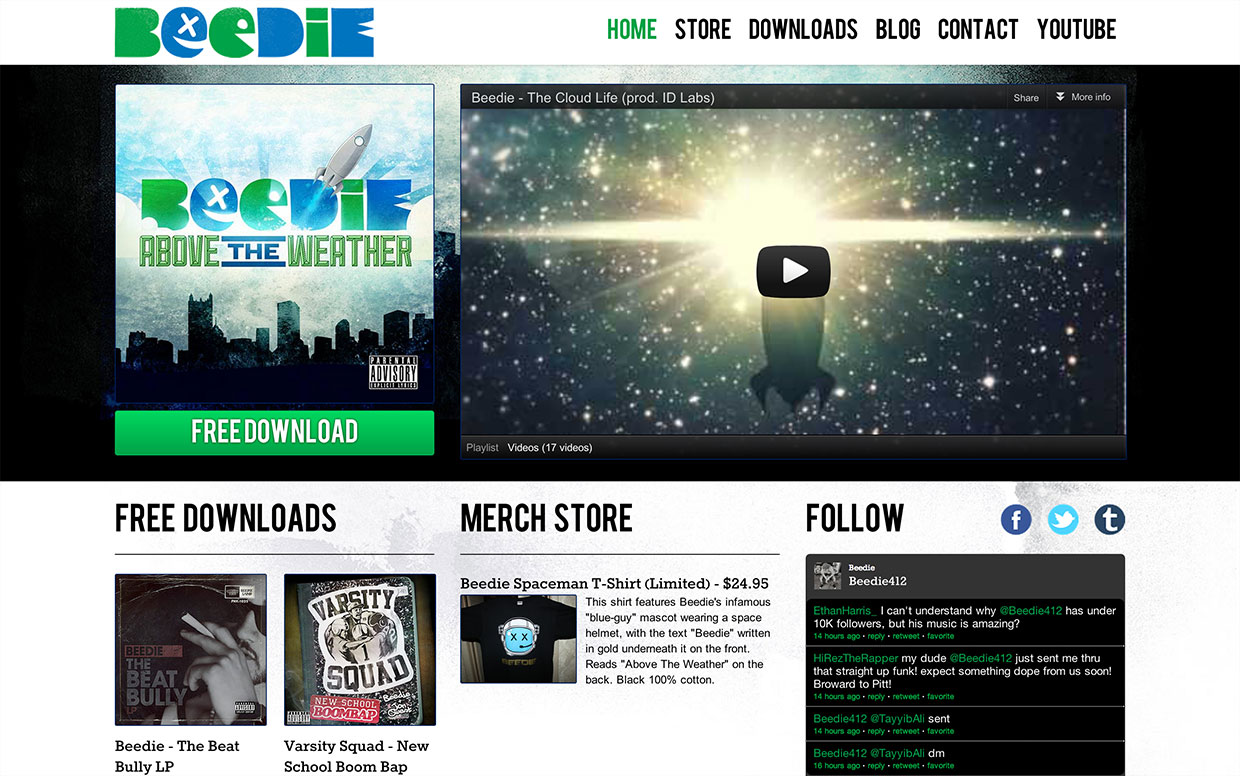 BeeDiE
HOME STORE DOWNLOADS BLOG CONTACT YOUTUBE
BeeDiE
ABOVE THE WEATHER
PARENTAL
ADVISORY
EXPLICIT LYRICS
FREE DOWNLOAD
Beedie - The Cloud Life (prod. ID Labs)
Share More info
Playlist Videos (17 videos)
FREE DOWNLOADS
BEEDIE
THE
BEAT
BULLY
LP
VARSITY
SQUAD
NEW SCHOOL
BOOMBAP
Beedie - The Beat
Bully LP
Varsity Squad - New
School Boom Bap
MERCH STORE
Beedie Spaceman T-Shirt (Limited) - $24.95
BEEDIE
This shirt features Beedie's infamous
"blue-guy" mascot wearing a space
helmet, with the text "Beedie" written
in gold underneath it on the front.
Reads "Above The Weather" on the
back. Black 100% cotton.
FOLLOW
f t
Beedie
Beedie412
EthanHarris_ I can't understand why @Beedie412 has under
10K followers, but his music is amazing?
14 hours ago • reply • retweet • favorite
HiRezTheRapper my dude @Beedie412 just sent me thru
that straight up funk! expect something dope from us soon!
Broward to Pitt!
14 hours ago • reply • retweet • favorite
Beedie412 @TayyibAli sent
14 hours ago • reply • retweet • favorite
Beedie412 @TayyibAli dm
16 hours ago • reply • retweet • favorite